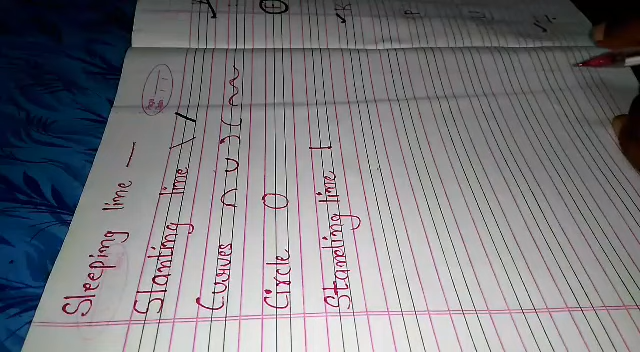 Sleeping line —
Slanting line \ /
Curves ∩ ∪ ) ( ~
Circle O
Standing line |